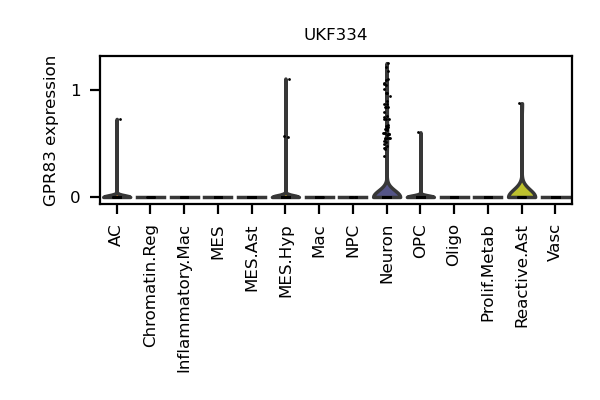 UKF334
GPR83 expression
1
0
AC
Chromatin.Reg
Inflammatory.Mac
MES
MES.Ast
MES.Hyp
Mac
NPC
Neuron
OPC
Oligo
Prolif.Metab
Reactive.Ast
Vasc